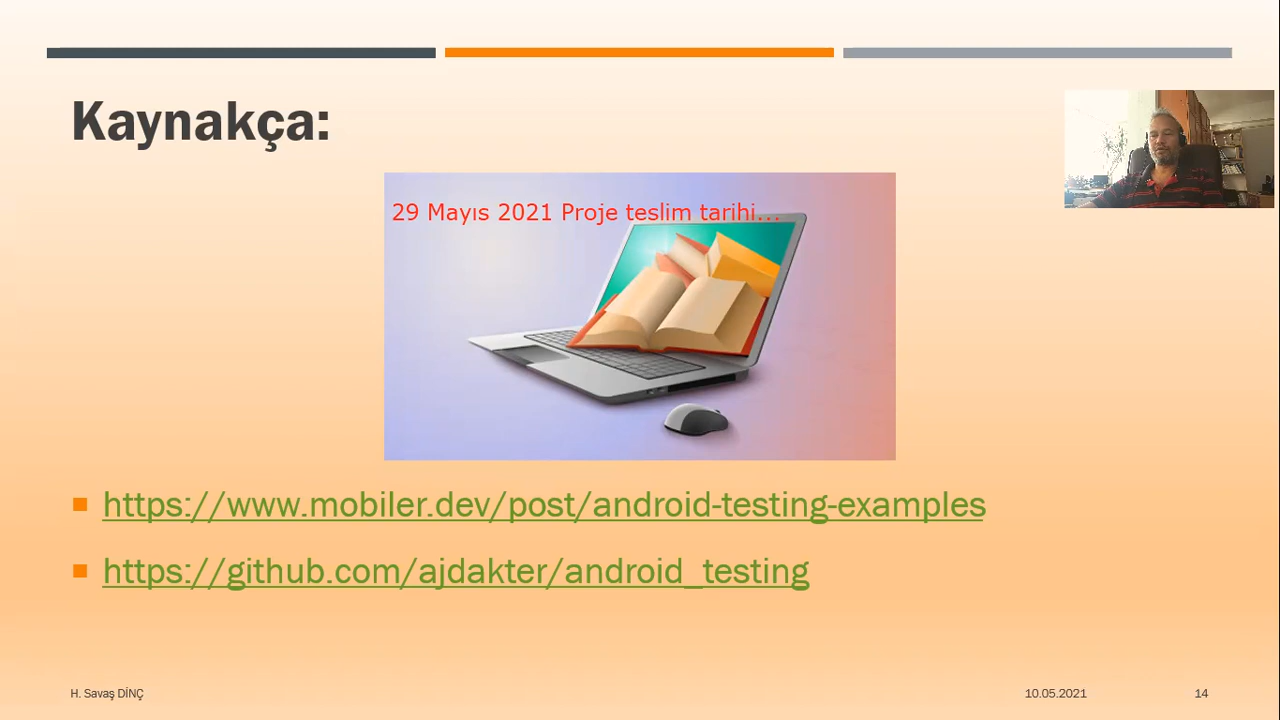 Kaynakça:
29 Mayıs 2021 Proje teslim tarihi...
https://www.mobiler.dev/post/android-testing-examples
https://github.com/ajdakter/android_testing
H. Savaş DİNÇ
10.05.2021
14